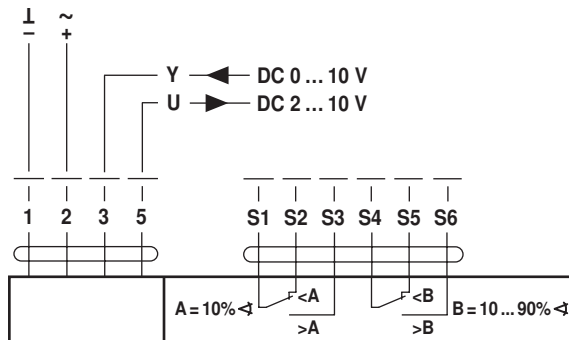 ⊥ ~
− +
Y DC 0 ... 10 V
U DC 2 ... 10 V
1 2 3 5 S1 S2 S3 S4 S5 S6
A = 10% ∢ <A <B B = 10 ... 90% ∢
>A >B